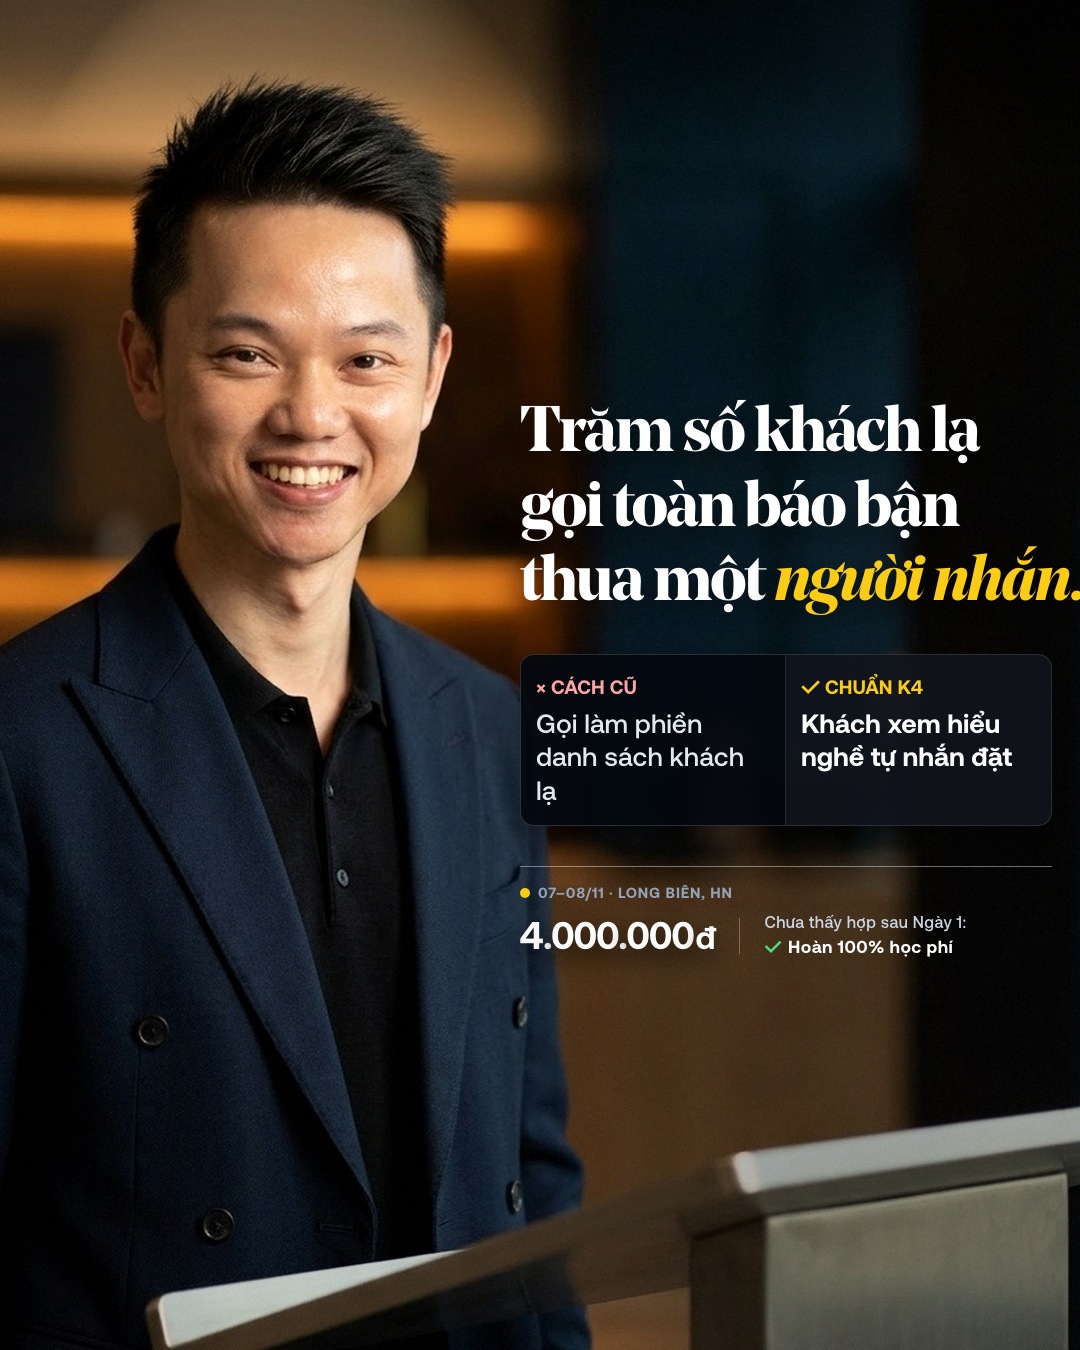 Trăm số khách lạ
gọi toàn báo bận
thua một người nhắn.
× CÁCH CŨ
Gọi làm phiền
danh sách khách
lạ
✓ CHUẨN K4
Khách xem hiểu
nghề tự nhắn đặt
07–08/11 · LONG BIÊN, HN
4.000.000đ
Chưa thấy hợp sau Ngày 1:
✓ Hoàn 100% học phí